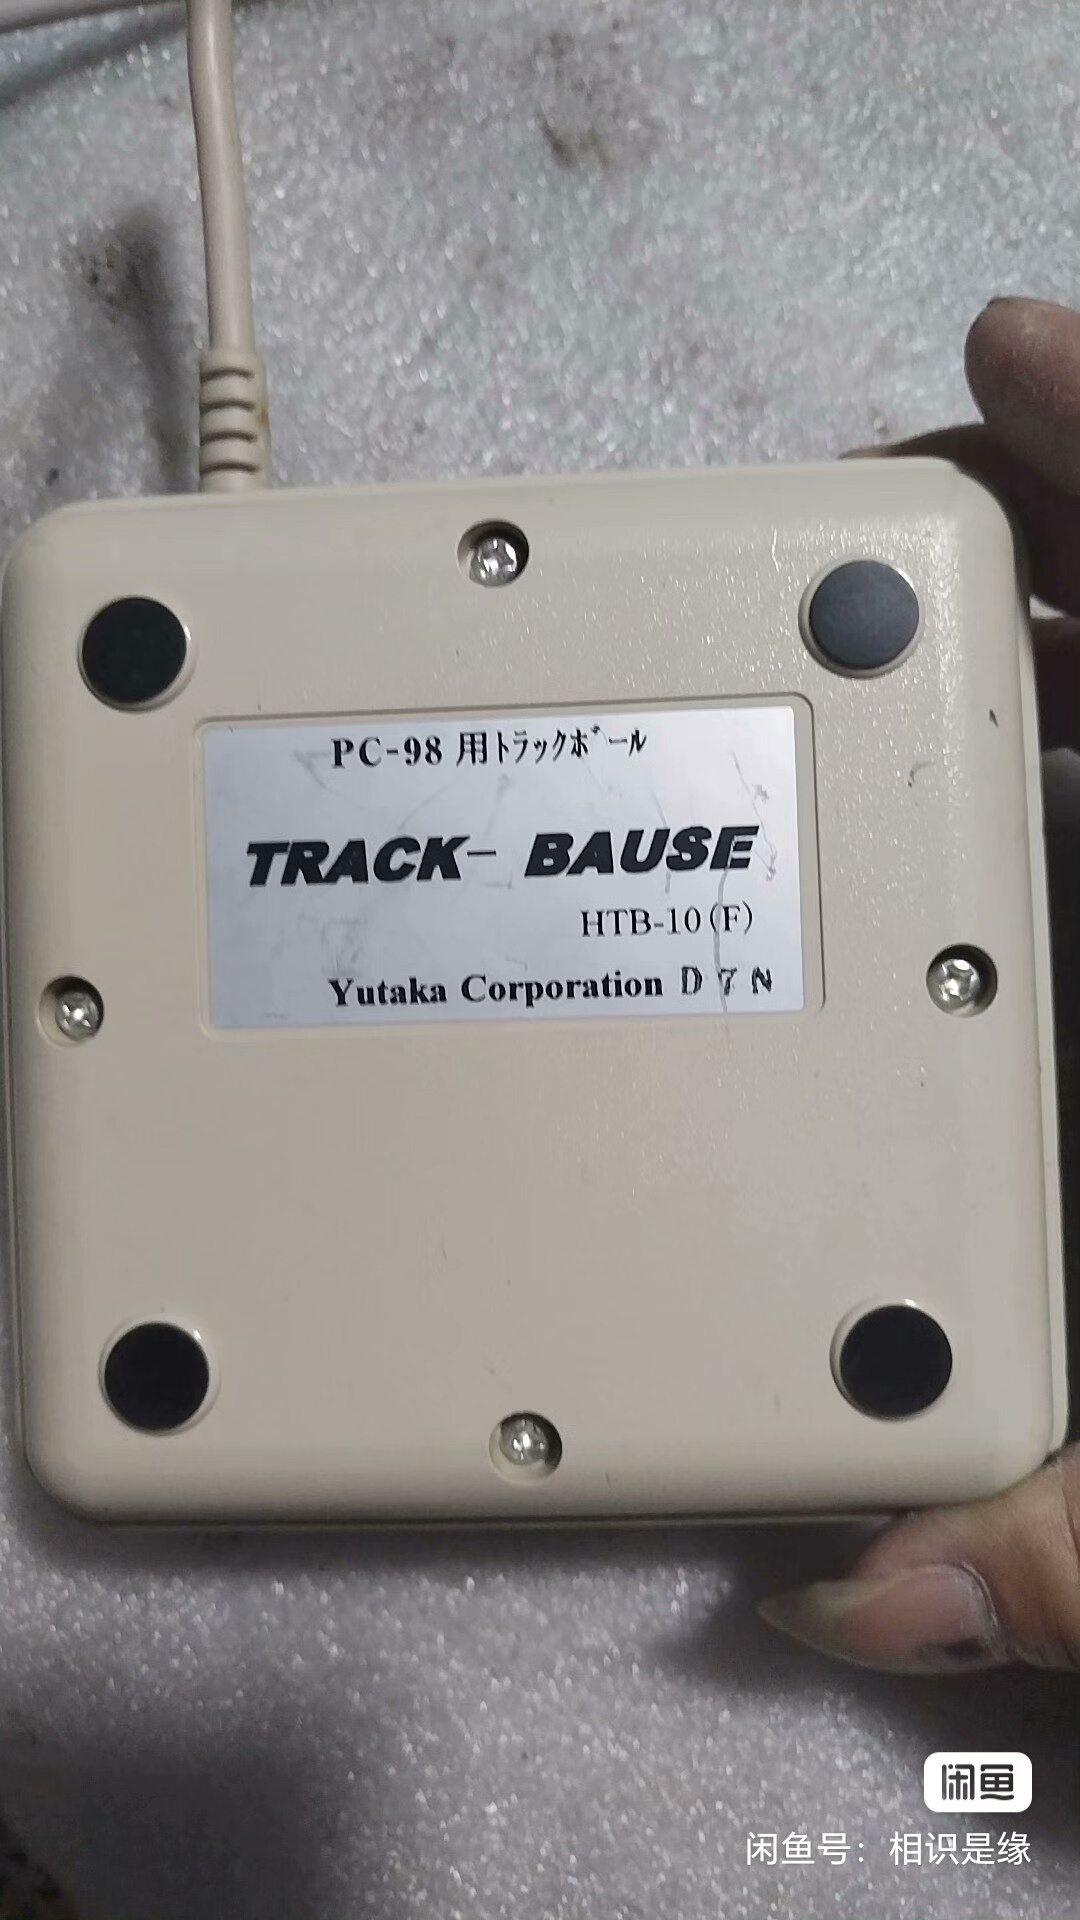 PC-98 用トラックボール
TRACK- BAUSE
HTB-10(F)
Yutaka Corporation D 7 N
闲鱼
闲鱼号：相识是缘